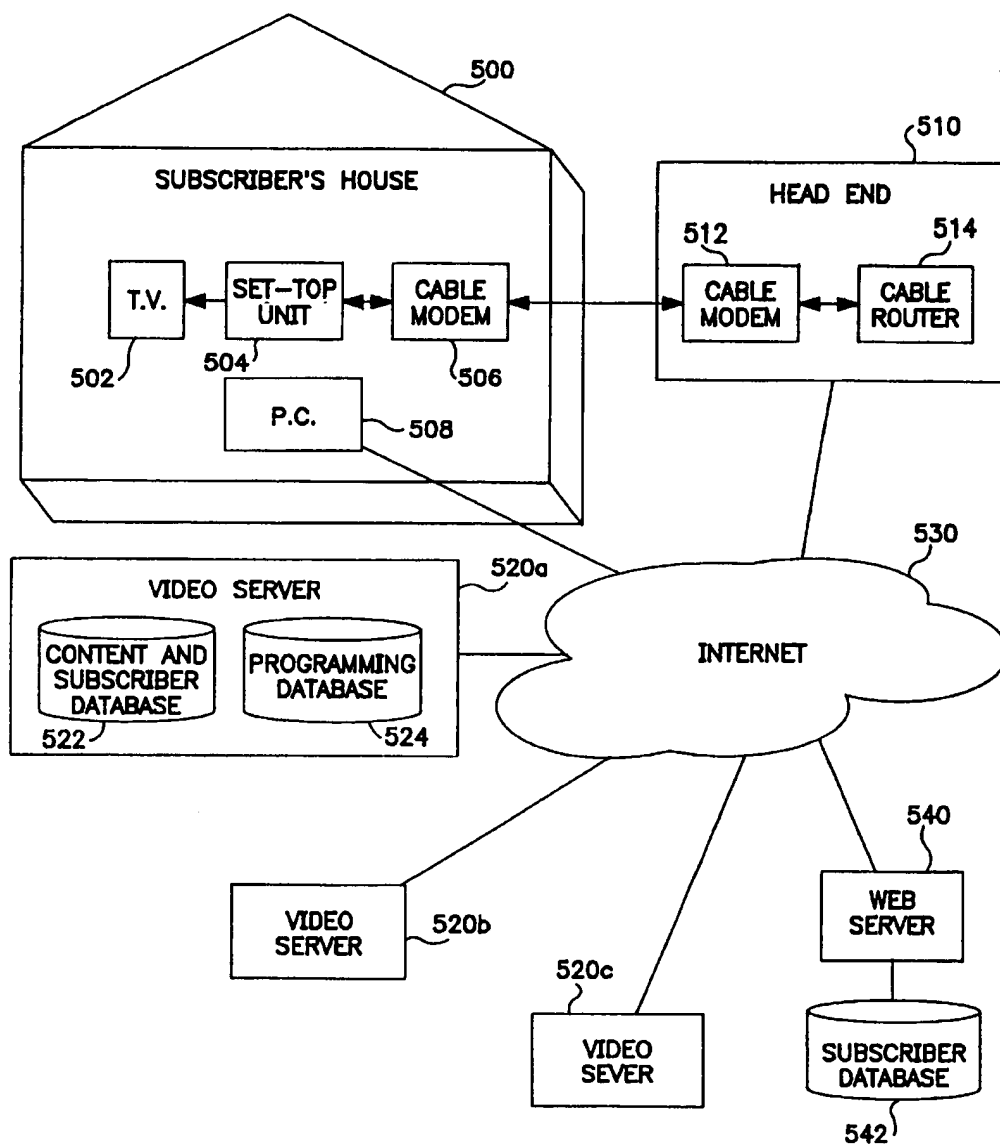 500
510
SUBSCRIBER'S HOUSE
HEAD END
512
514
T.V.
SET-TOP
UNIT
CABLE
MODEM
CABLE
MODEM
CABLE
ROUTER
502
504
506
P.C.
508
530
520a
VIDEO SERVER
CONTENT AND
SUBSCRIBER
DATABASE
PROGRAMMING
DATABASE
INTERNET
522
524
540
VIDEO
SERVER
520b
WEB
SERVER
520c
VIDEO
SEVER
SUBSCRIBER
DATABASE
542